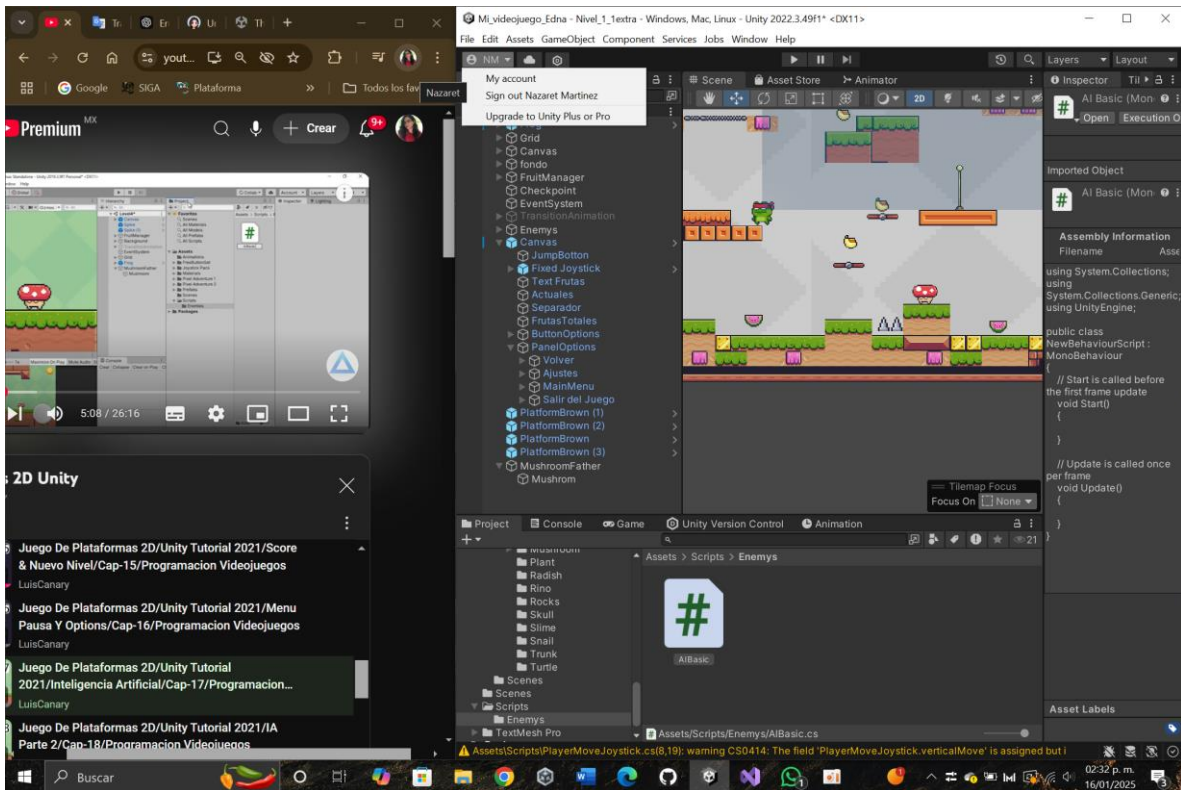 Tr
En
Ur
Th
yout...
Google
SIGA
Plataforma
»
Todos los fav
Nazaret
Premium MX
Crear
9+
5:08 / 26:16
2D Unity
Juego De Plataformas 2D/Unity Tutorial 2021/Score
& Nuevo Nivel/Cap-15/Programacion Videojuegos
LuisCanary
Juego De Plataformas 2D/Unity Tutorial 2021/Menu
Pausa Y Options/Cap-16/Programacion Videojuegos
LuisCanary
Juego De Plataformas 2D/Unity Tutorial
2021/Inteligencia Artificial/Cap-17/Programacion...
LuisCanary
Juego De Plataformas 2D/Unity Tutorial 2021/IA
Parte 2/Cap-18/Programacion Videojuegos
Mi_videojuego_Edna - Nivel_1_1extra - Windows, Mac, Linux - Unity 2022.3.49f1* <DX11>
File Edit Assets GameObject Component Services Jobs Window Help
NM
Layers
Layout
My account
Sign out Nazaret Martinez
Upgrade to Unity Plus or Pro
Scene
Asset Store
Animator
2D
Frog
Grid
Canvas
fondo
FruitManager
Checkpoint
EventSystem
TransitionAnimation
Enemys
Canvas
JumpBotton
Fixed Joystick
Text Frutas
Actuales
Separador
FrutasTotales
ButtonOptions
PanelOptions
Volver
Ajustes
MainMenu
Salir del Juego
PlatformBrown (1)
PlatformBrown (2)
PlatformBrown
PlatformBrown (3)
MushroomFather
Mushrom
Tilemap Focus
Focus On None
Inspector
Til
AI Basic (Mon
Open
Execution O
Imported Object
AI Basic (Mon
Assembly Information
Filename Asse
using System.Collections;
using
System.Collections.Generic;
using UnityEngine;
public class
NewBehaviourScript :
MonoBehaviour
{
// Start is called before
the first frame update
void Start()
{
}
// Update is called once
per frame
void Update()
{
}
}
Asset Labels
Project
Console
Game
Unity Version Control
Animation
21
Mushroom
Plant
Radish
Rino
Rocks
Skull
Slime
Snail
Trunk
Turtle
Scenes
Scenes
Scripts
Enemys
TextMesh Pro
Assets > Scripts > Enemys
#
AIBasic
Assets/Scripts/Enemys/AIBasic.cs
Assets\Scripts\PlayerMoveJoystick.cs(8,19): warning CS0414: The field 'PlayerMoveJoystick.verticalMove' is assigned but i
Buscar
02:32 p. m.
16/01/2025